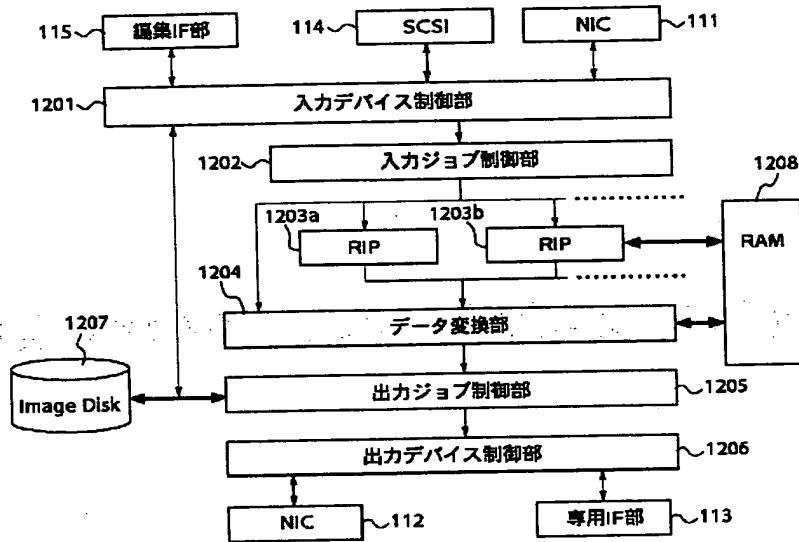 115 編集IF部
114 SCSI
NIC 111
1201 入力デバイス制御部
1202 入力ジョブ制御部
1208
1203a 1203b
RIP RIP RAM
1204
データ変換部
1207
Image Disk
出力ジョブ制御部 1205
出力デバイス制御部 1206
NIC 112
専用IF部 113